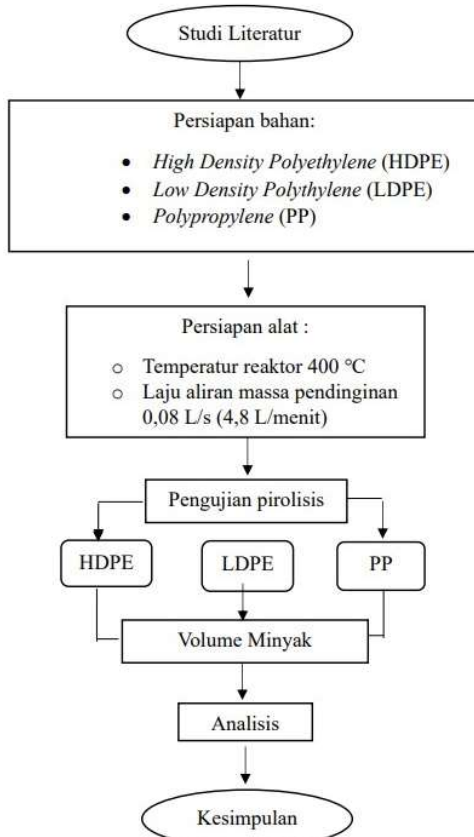 Studi Literatur
Persiapan bahan:
• High Density Polyethylene (HDPE)
• Low Density Polythylene (LDPE)
• Polypropylene (PP)
Persiapan alat :
o Temperatur reaktor 400 °C
o Laju aliran massa pendinginan
0,08 L/s (4,8 L/menit)
Pengujian pirolisis
HDPE
LDPE
PP
Volume Minyak
Analisis
Kesimpulan